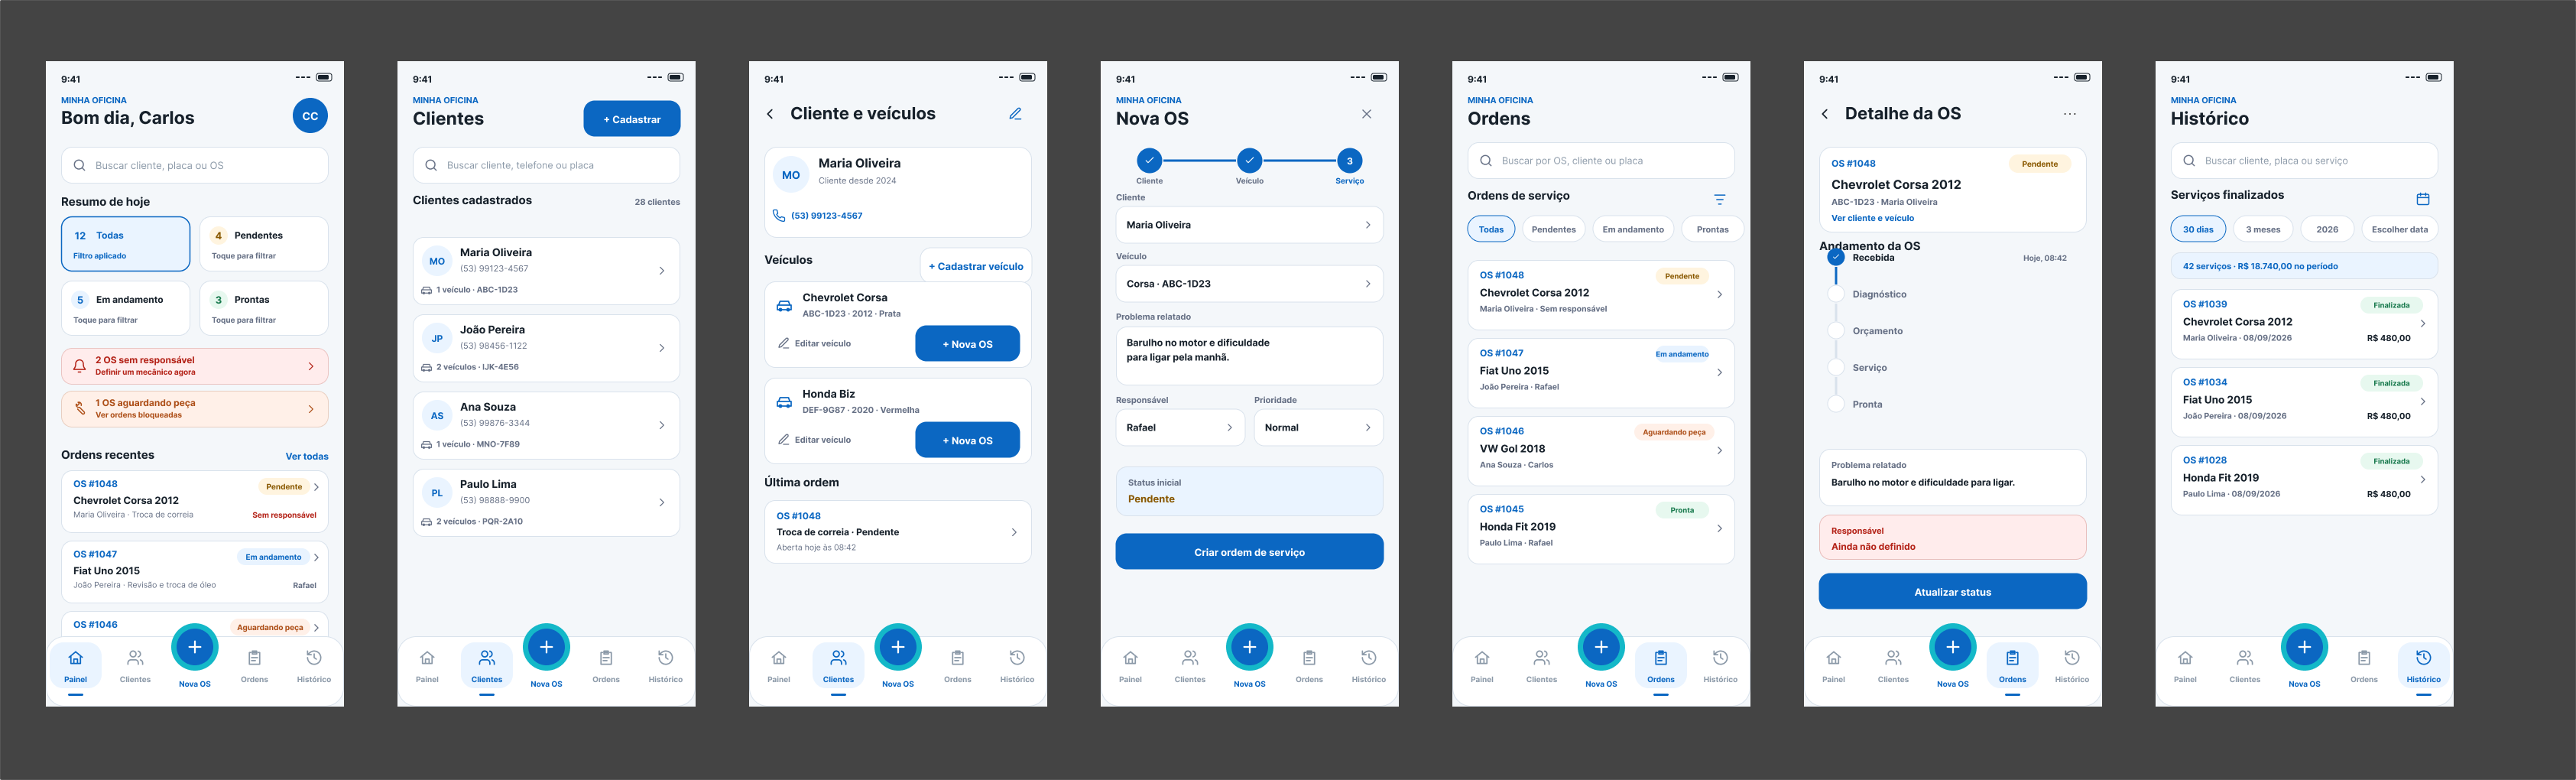 9:41
MINHA OFICINA
Bom dia, Carlos
CC
Buscar cliente, placa ou OS
Resumo de hoje
12 Todas
Filtro aplicado
4 Pendentes
Toque para filtrar
5 Em andamento
Toque para filtrar
3 Prontas
Toque para filtrar
2 OS sem responsável
Definir um mecânico agora
1 OS aguardando peça
Ver ordens bloqueadas
Ordens recentes
Ver todas
OS #1048
Pendente
Chevrolet Corsa 2012
Maria Oliveira · Troca de correia
Sem responsável
OS #1047
Em andamento
Fiat Uno 2015
João Pereira · Revisão e troca de óleo
Rafael
OS #1046
Aguardando peça
Painel
Clientes
Nova OS
Ordens
Histórico
9:41
MINHA OFICINA
Clientes
+ Cadastrar
Buscar cliente, telefone ou placa
Clientes cadastrados
28 clientes
MO
Maria Oliveira
(53) 99123-4567
1 veículo · ABC-1D23
JP
João Pereira
(53) 98456-1122
2 veículos · IJK-4E56
AS
Ana Souza
(53) 99876-3344
1 veículo · MNO-7F89
PL
Paulo Lima
(53) 98888-9900
2 veículos · PQR-2A10
Painel
Clientes
Nova OS
Ordens
Histórico
9:41
Cliente e veículos
MO
Maria Oliveira
Cliente desde 2024
(53) 99123-4567
Veículos
+ Cadastrar veículo
Chevrolet Corsa
ABC-1D23 · 2012 · Prata
Editar veículo
+ Nova OS
Honda Biz
DEF-9G87 · 2020 · Vermelha
Editar veículo
+ Nova OS
Última ordem
OS #1048
Troca de correia · Pendente
Aberta hoje às 08:42
Painel
Clientes
Nova OS
Ordens
Histórico
9:41
MINHA OFICINA
Nova OS
3
Cliente
Veículo
Serviço
Cliente
Maria Oliveira
Veículo
Corsa · ABC-1D23
Problema relatado
Barulho no motor e dificuldade
para ligar pela manhã.
Responsável
Rafael
Prioridade
Normal
Status inicial
Pendente
Criar ordem de serviço
Painel
Clientes
Nova OS
Ordens
Histórico
9:41
MINHA OFICINA
Ordens
Buscar por OS, cliente ou placa
Ordens de serviço
Todas
Pendentes
Em andamento
Prontas
OS #1048
Pendente
Chevrolet Corsa 2012
Maria Oliveira · Sem responsável
OS #1047
Em andamento
Fiat Uno 2015
João Pereira · Rafael
OS #1046
Aguardando peça
VW Gol 2018
Ana Souza · Carlos
OS #1045
Pronta
Honda Fit 2019
Paulo Lima · Rafael
Painel
Clientes
Nova OS
Ordens
Histórico
9:41
Detalhe da OS
OS #1048
Pendente
Chevrolet Corsa 2012
ABC-1D23 · Maria Oliveira
Ver cliente e veículo
Andamento da OS
Recebida
Hoje, 08:42
Diagnóstico
Orçamento
Serviço
Pronta
Problema relatado
Barulho no motor e dificuldade para ligar.
Responsável
Ainda não definido
Atualizar status
Painel
Clientes
Nova OS
Ordens
Histórico
9:41
MINHA OFICINA
Histórico
Buscar cliente, placa ou serviço
Serviços finalizados
30 dias
3 meses
2026
Escolher data
42 serviços · R$ 18.740,00 no período
OS #1039
Finalizada
Chevrolet Corsa 2012
Maria Oliveira · 08/09/2026
R$ 480,00
OS #1034
Finalizada
Fiat Uno 2015
João Pereira · 08/09/2026
R$ 480,00
OS #1028
Finalizada
Honda Fit 2019
Paulo Lima · 08/09/2026
R$ 480,00
Painel
Clientes
Nova OS
Ordens
Histórico